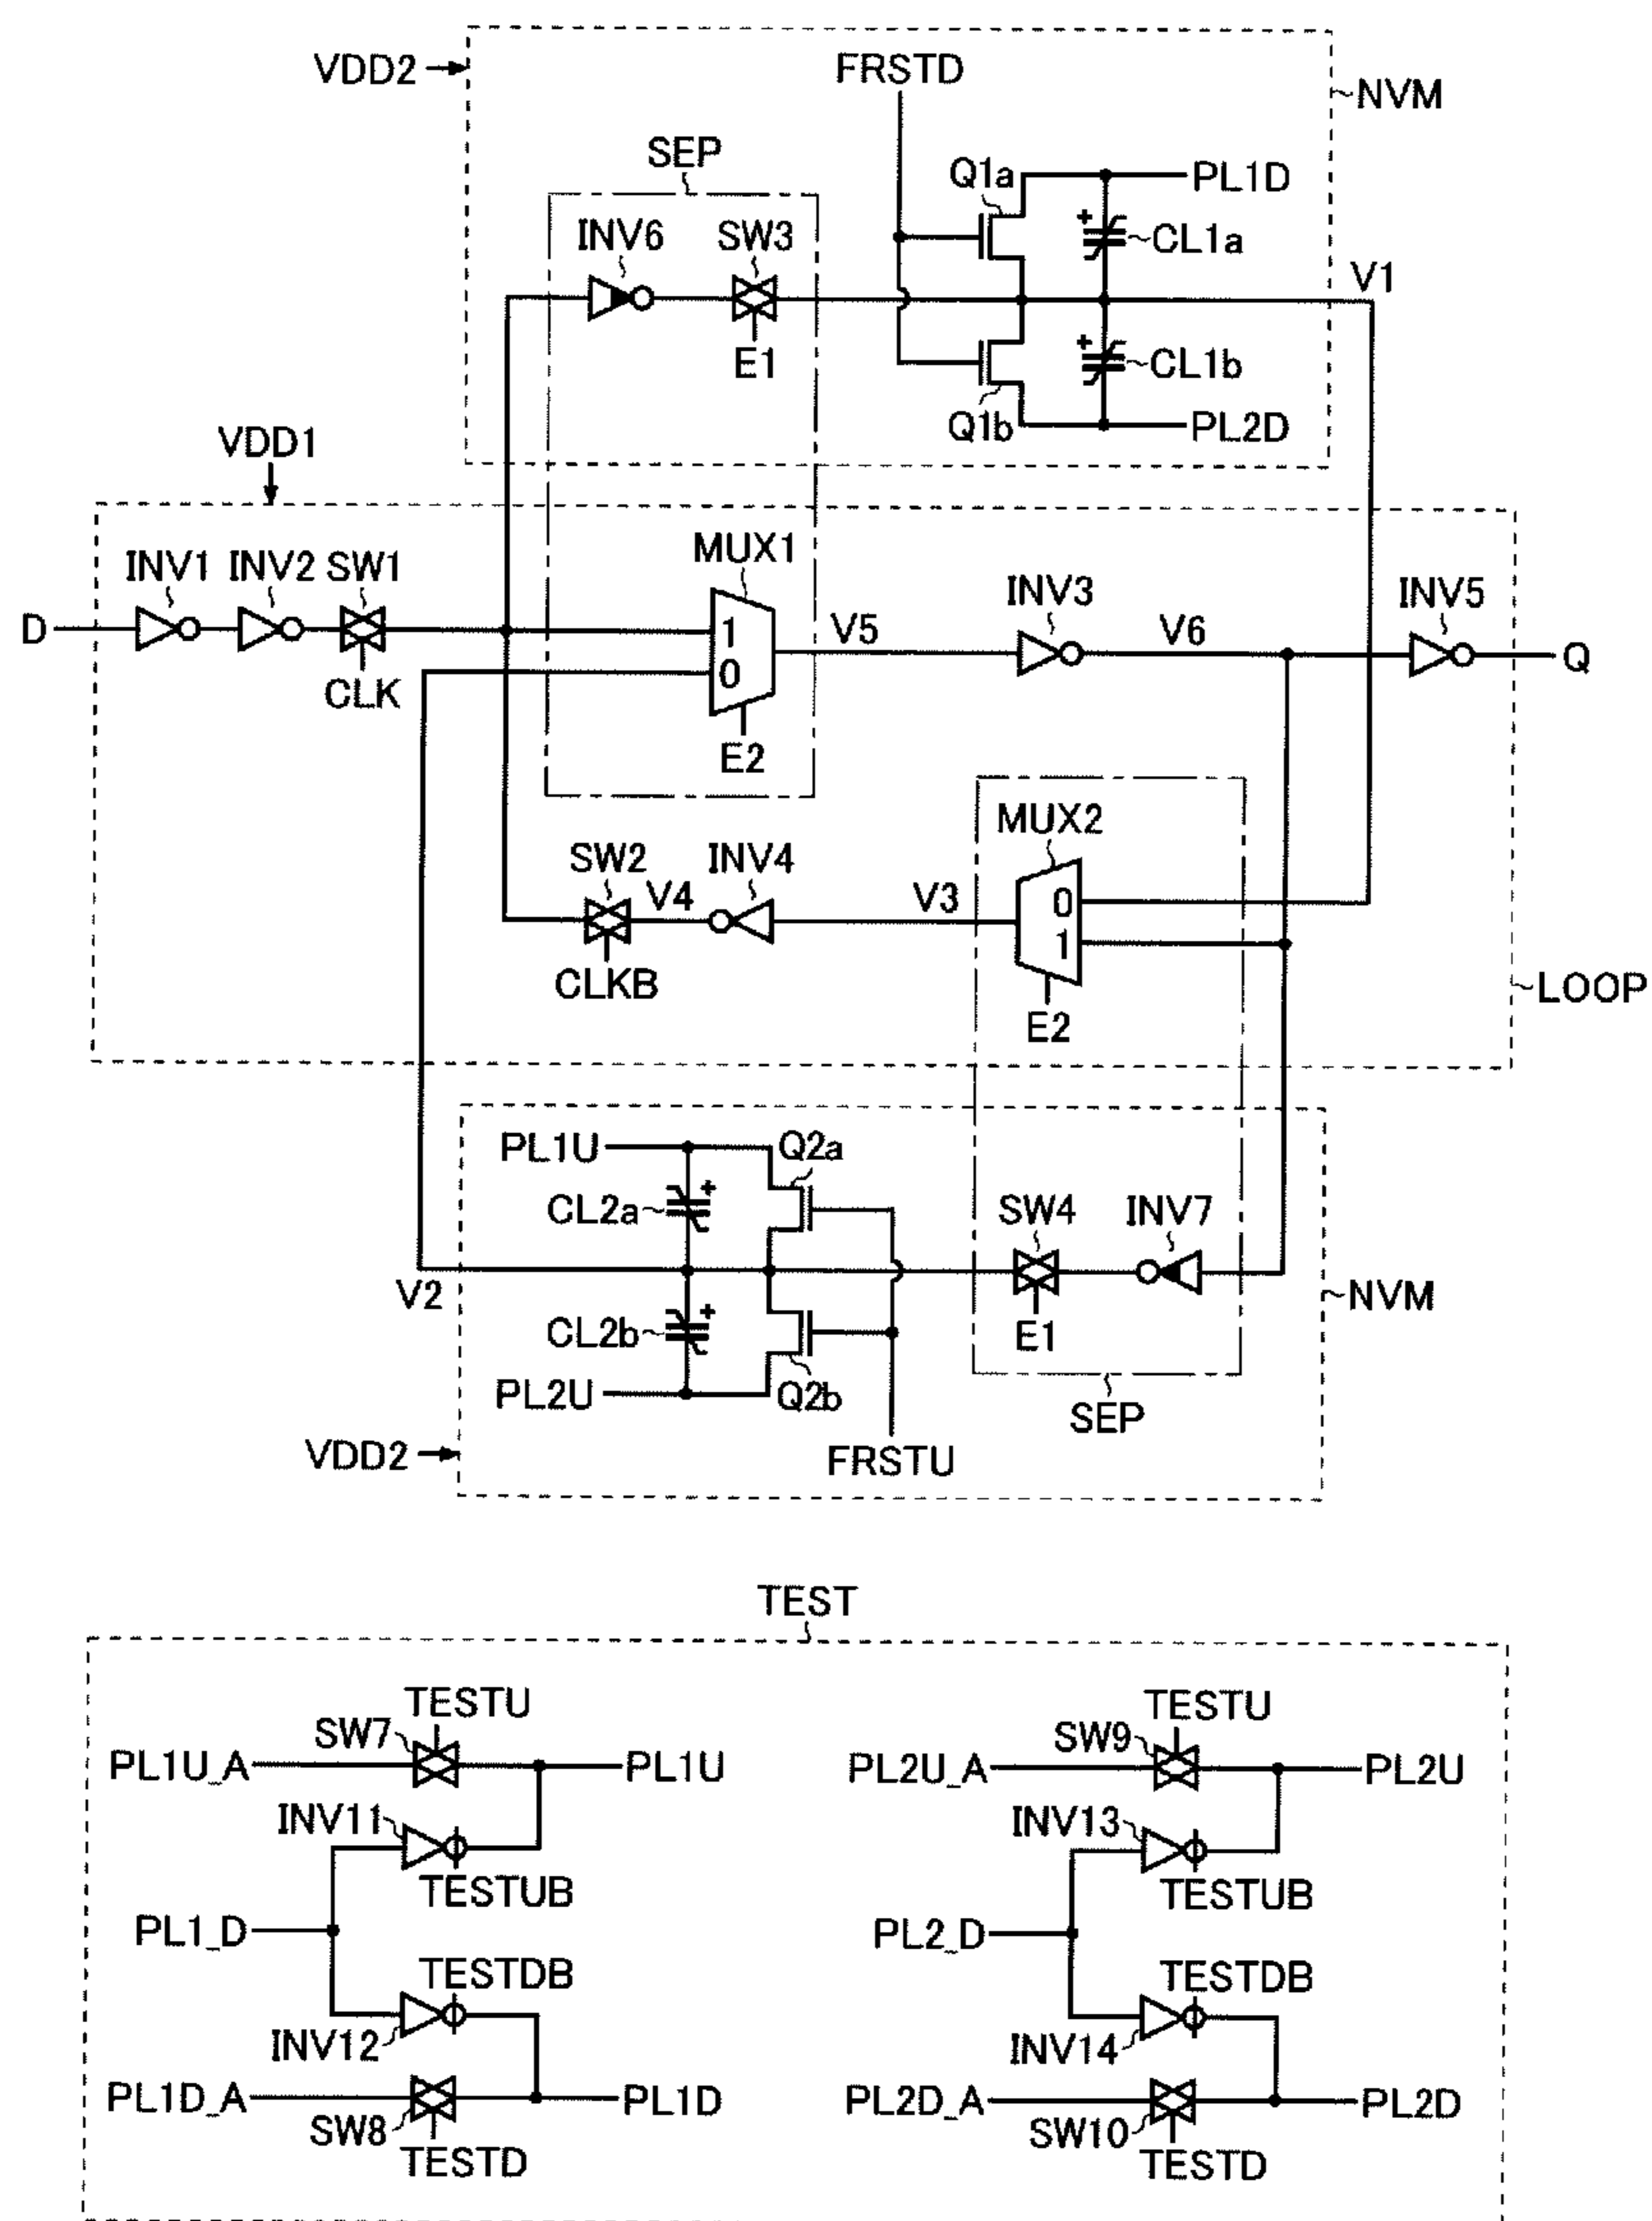 VDD2
FRSTD
NVM
SEP
Q1a
PL1D
INV6
SW3
CL1a
V1
E1
CL1b
Q1b
PL2D
VDD1
INV1
INV2
SW1
MUX1
INV3
INV5
D
1
V5
V6
Q
0
CLK
E2
MUX2
SW2
INV4
V4
V3
0
1
CLKB
LOOP
E2
PL1U
Q2a
CL2a
SW4
INV7
V2
NVM
CL2b
E1
PL2U
Q2b
SEP
VDD2
FRSTU
TEST
TESTU
SW7
PL1U_A
PL1U
INV11
TESTUB
PL1_D
TESTDB
INV12
PL1D_A
PL1D
SW8
TESTD
TESTU
SW9
PL2U_A
PL2U
INV13
TESTUB
PL2_D
TESTDB
INV14
PL2D_A
PL2D
SW10
TESTD